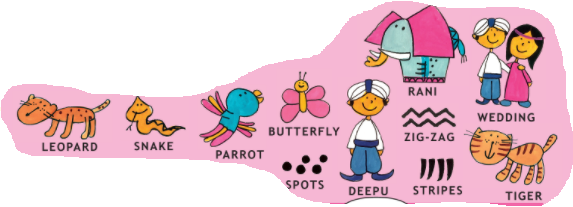 LEOPARD
SNAKE
PARROT
BUTTERFLY
SPOTS
DEEPU
RANI
ZIG-ZAG
STRIPES
WEDDING
TIGER